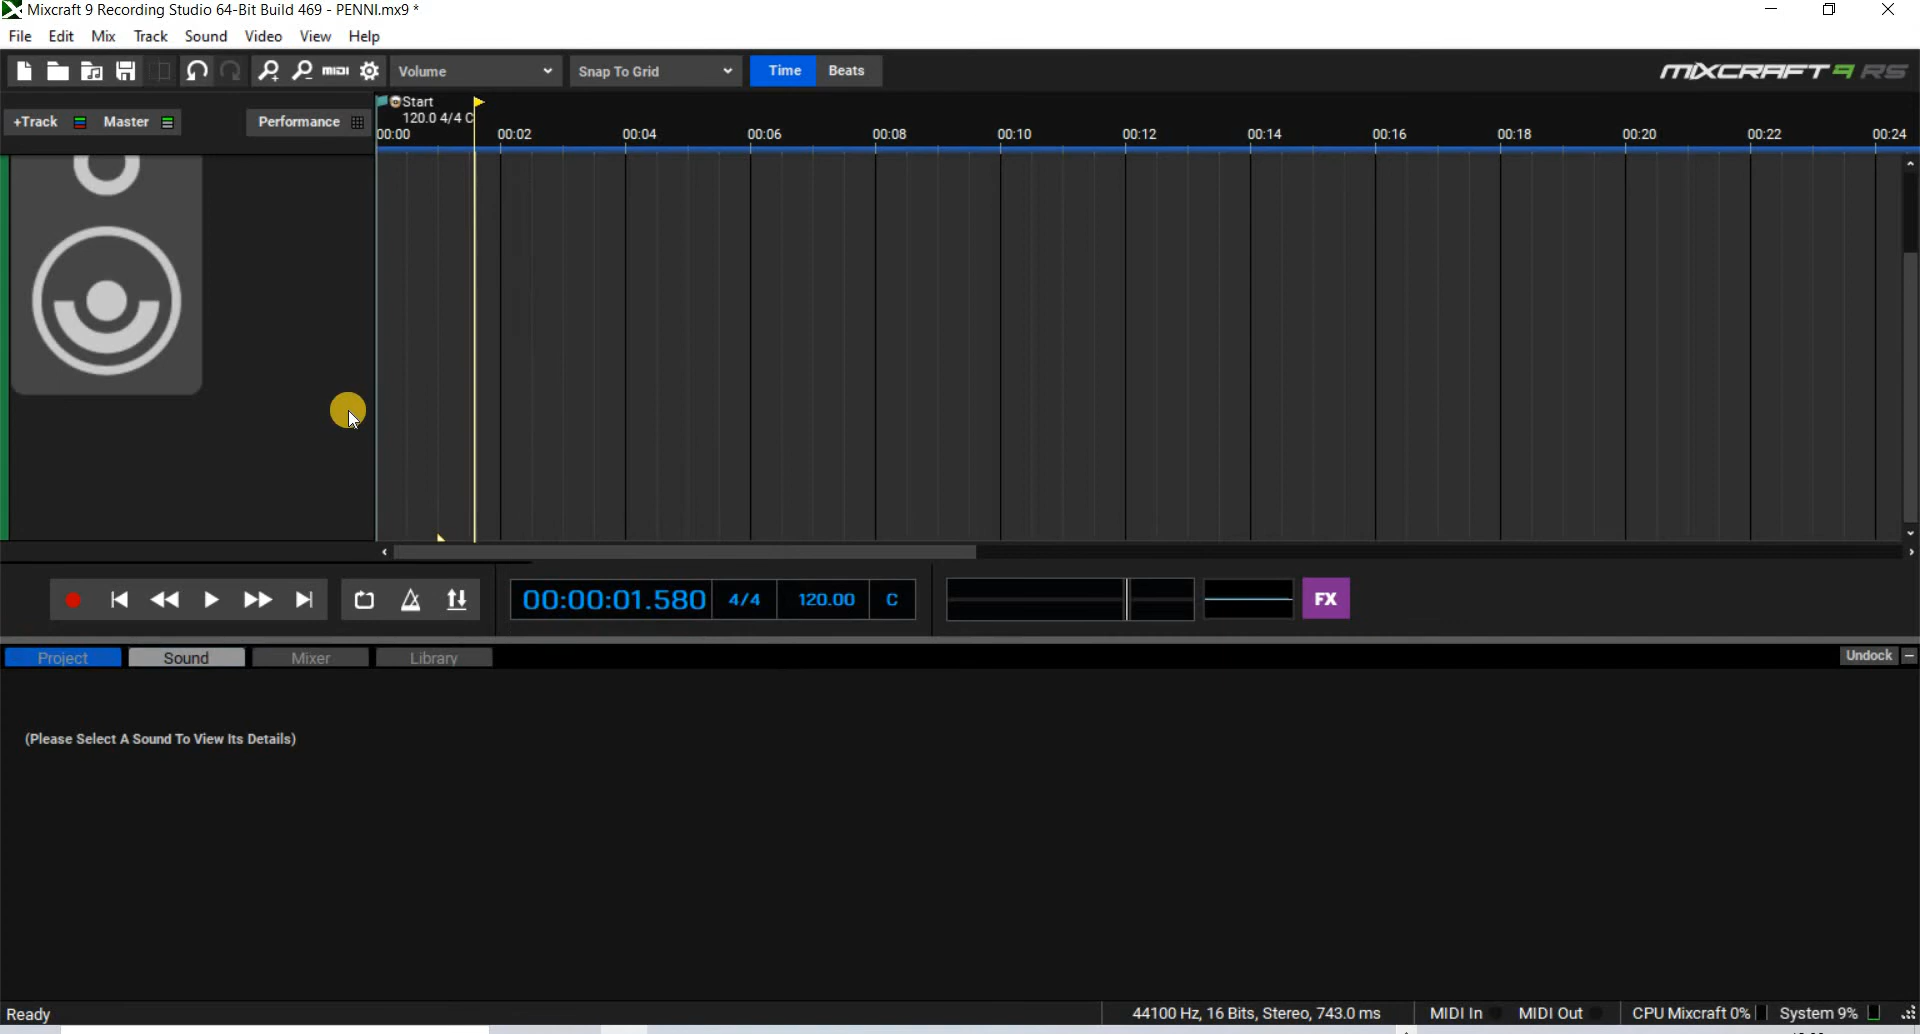 Mixcraft 9 Recording Studio 64-Bit Build 469 - PENNI.mx9 *
File Edit Mix Track Sound Video View Help
MIDI Volume Snap To Grid Time Beats MIXCRAFT 9 RS
+Track Master Performance
Start
120.0 4/4 C
00:00 00:02 00:04 00:06 00:08 00:10 00:12 00:14 00:16 00:18 00:20 00:22 00:24
00:00:01.580 4/4 120.00 C FX
Project Sound Mixer Library Undock
(Please Select A Sound To View Its Details)
Ready 44100 Hz, 16 Bits, Stereo, 743.0 ms MIDI In MIDI Out CPU Mixcraft 0% System 9%